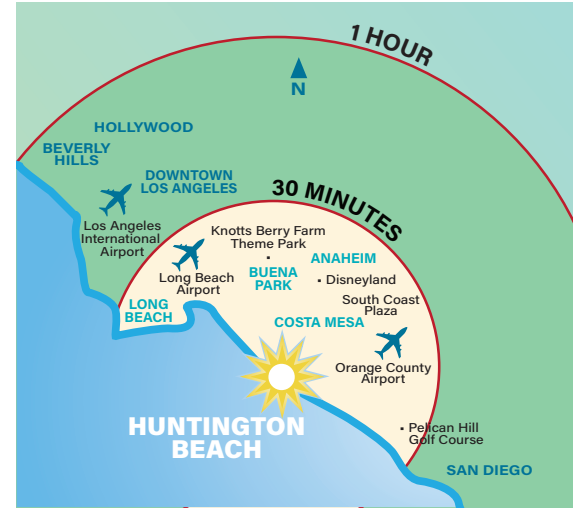 1 HOUR
N
HOLLYWOOD
BEVERLY
HILLS
DOWNTOWN
LOS ANGELES
30 MINUTES
Los Angeles
International
Airport
Knotts Berry Farm
Theme Park
ANAHEIM
BUENA
PARK
Disneyland
Long Beach
Airport
South Coast
Plaza
LONG
BEACH
COSTA MESA
Orange County
Airport
HUNTINGTON
BEACH
Pelican Hill
Golf Course
SAN DIEGO